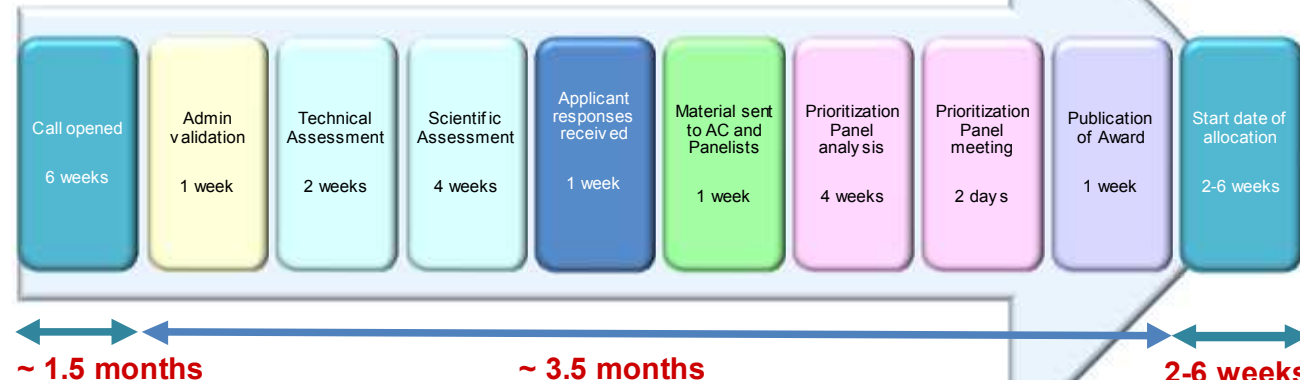 Call opened
6 weeks
Admin
validation
1 week
Technical
Assessment
2 weeks
Scientific
Assessment
4 weeks
Applicant
responses
received
1 week
Material sent
to AC and
Panelists
1 week
Prioritization
Panel
analysis
4 weeks
Prioritization
Panel
meeting
2 days
Publication
of Award
1 week
Start date of
allocation
2-6 weeks
~ 1.5 months
~ 3.5 months
2-6 weeks